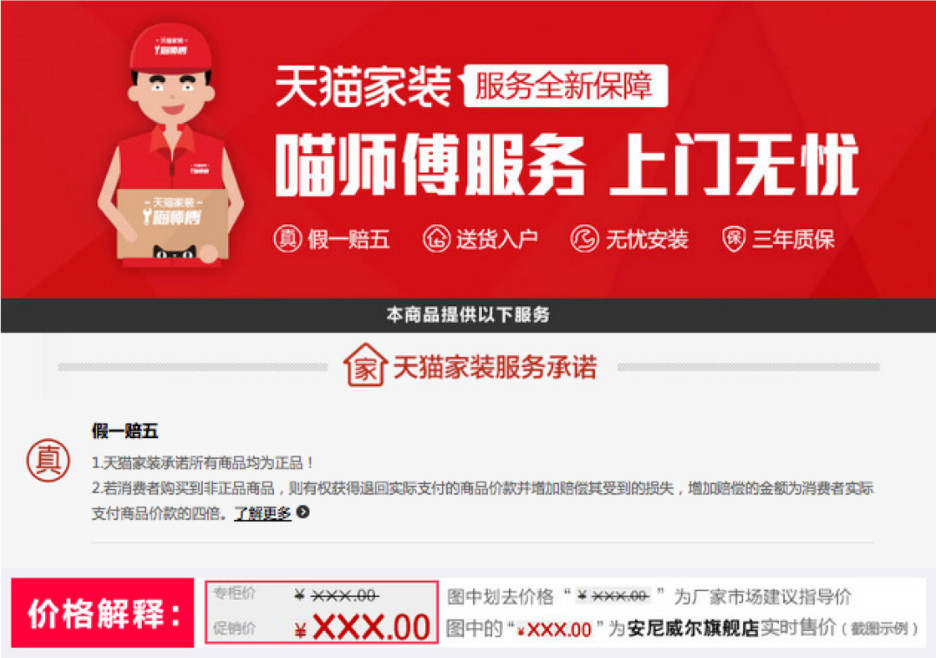 天猫家装
喵师傅
天猫家装 服务全新保障
喵师傅服务 上门无忧
天猫家装
喵师傅
真 假一赔五 送货入户 无忧安装 保 三年质保
本商品提供以下服务
家 天猫家装服务承诺
假一赔五
真
1.天猫家装承诺所有商品均为正品！
2.若消费者购买到非正品商品，则有权获得退回实际支付的商品价款并增加赔偿其受到的损失，增加赔偿的金额为消费者实际
支付商品价款的四倍。了解更多
价格解释：
专柜价 ¥ XXX.00
促销价 ¥ XXX.00
图中划去价格“ ¥ XXX.00 ”为厂家市场建议指导价
图中的“¥XXX.00”为安尼威尔旗舰店实时售价（截图示例）